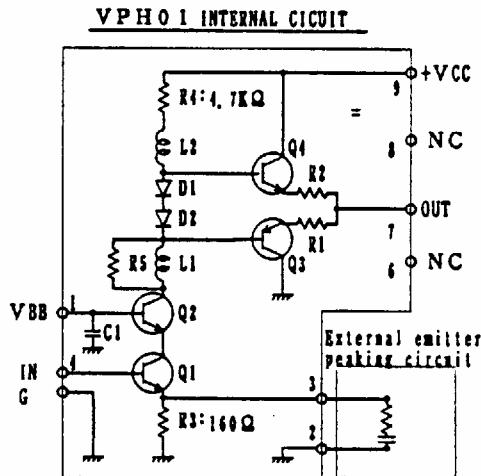 VPH01 INTERNAL CICUIT
+VCC
9
R4:4.7KΩ
=
NC
8
L2
Q4
R2
D1
OUT
7
D2
R1
R5
L1
Q3
NC
6
VBB
1
Q2
C1
External emitter
peaking circuit
IN
4
Q1
G
3
R3:160Ω
2